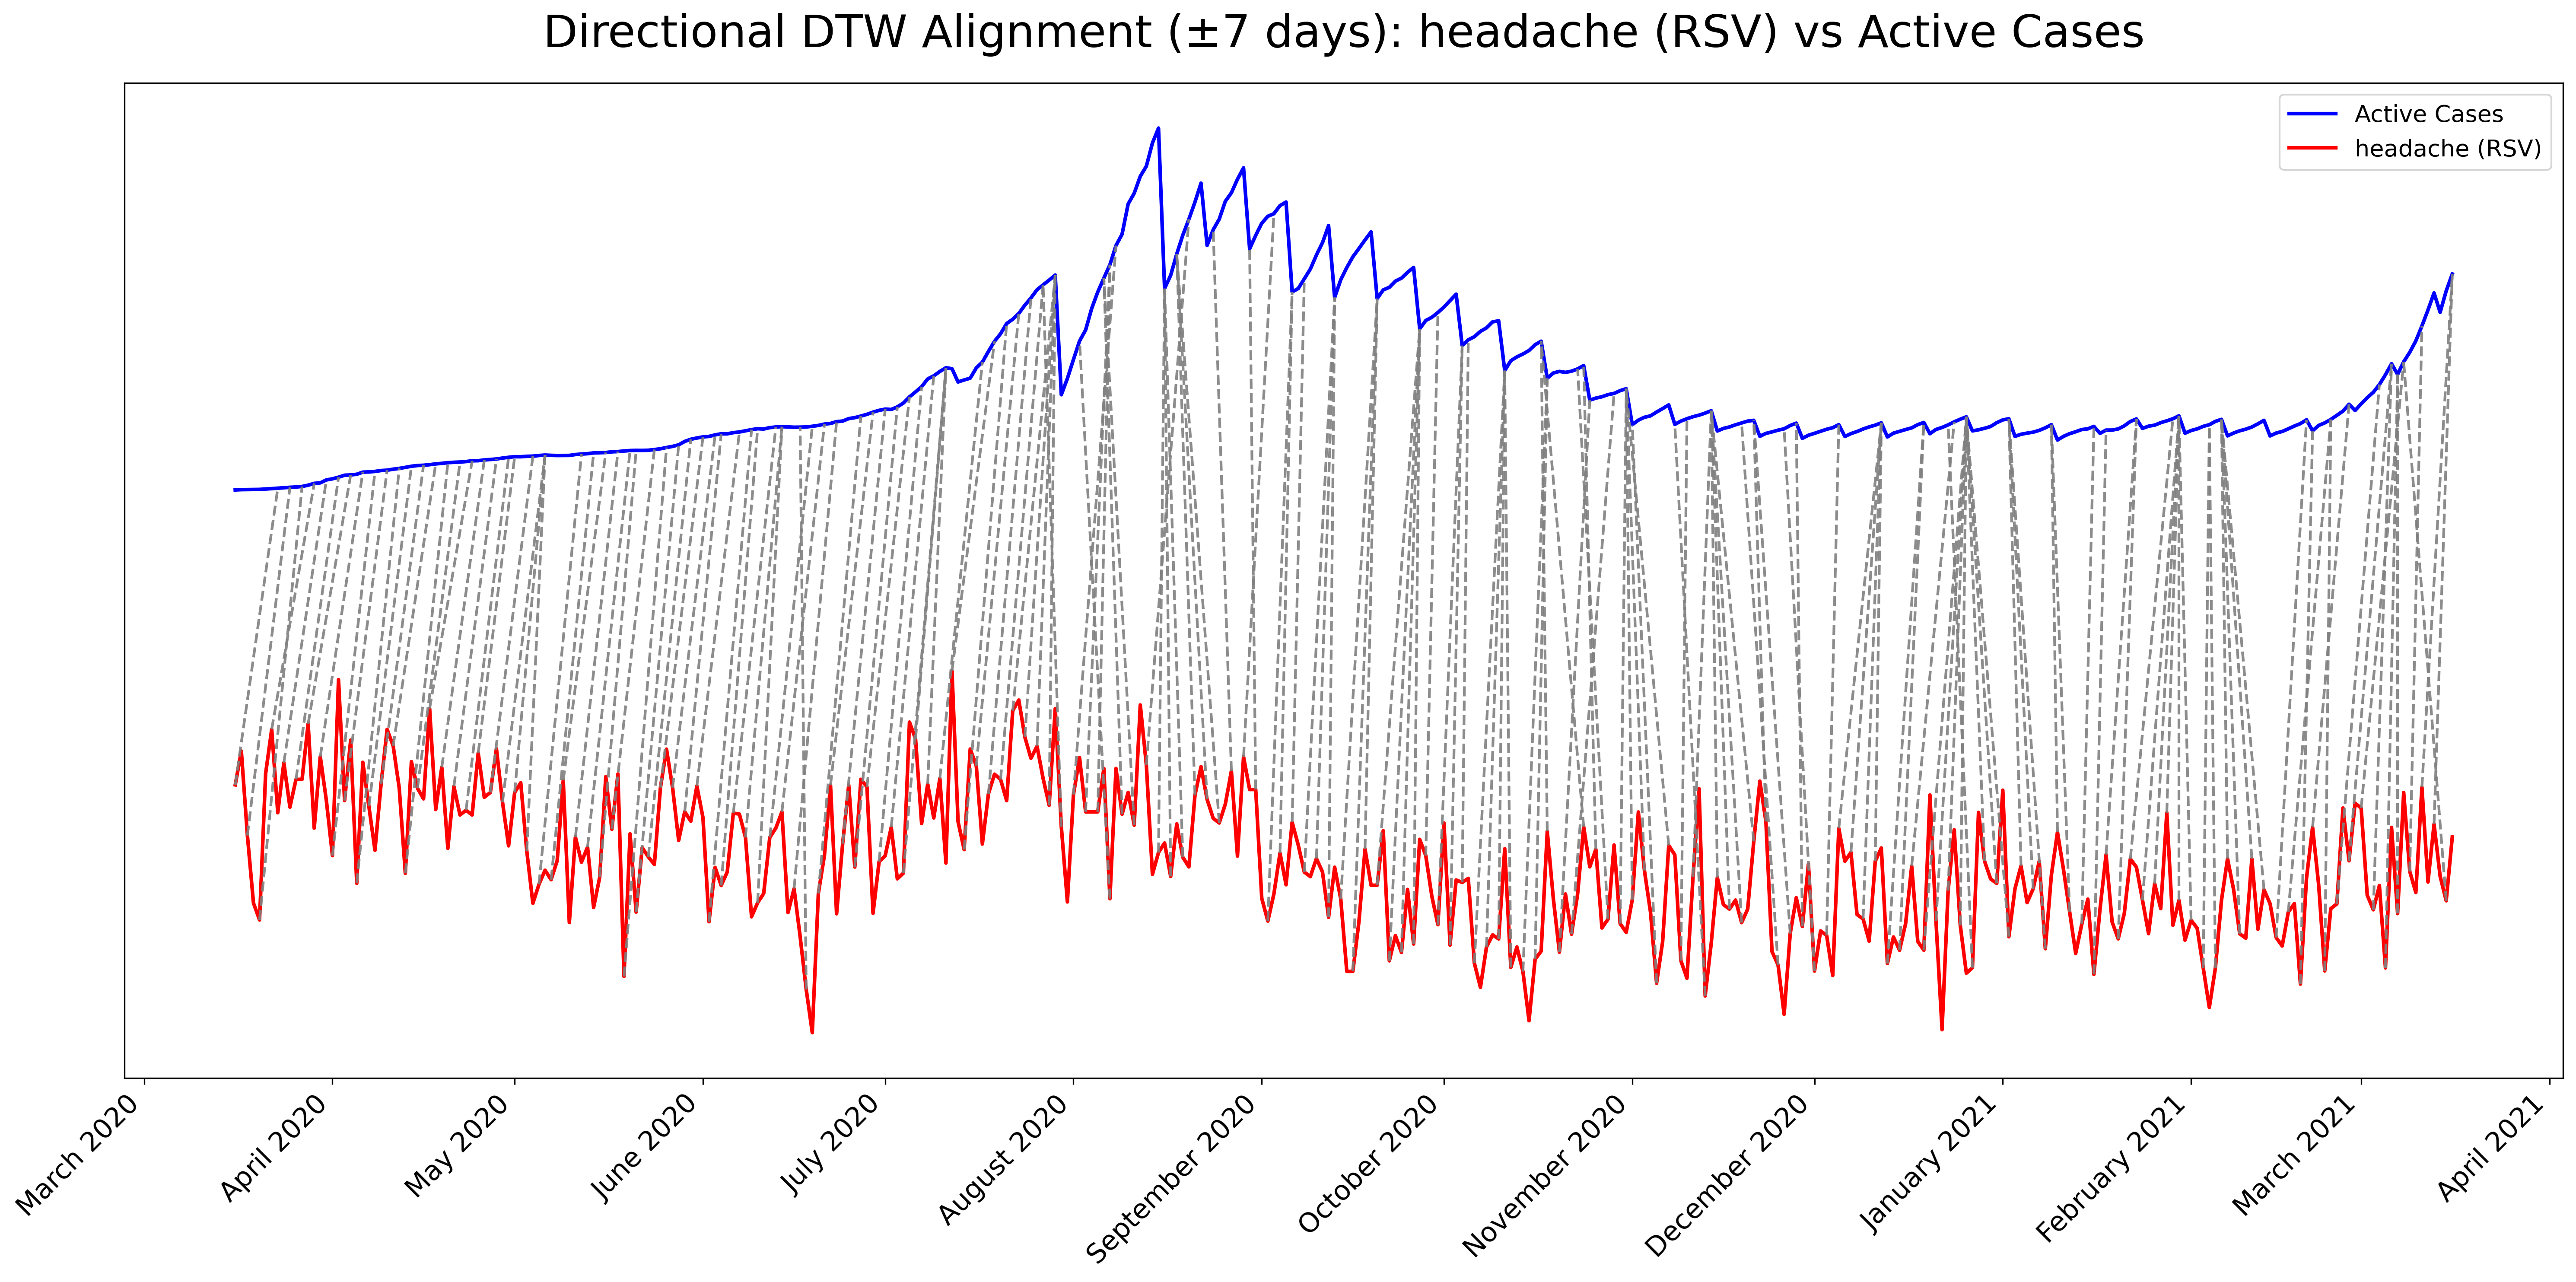 Directional DTW Alignment (±7 days): headache (RSV) vs Active Cases
Active Cases
headache (RSV)
March 2020
April 2020
May 2020
June 2020
July 2020
August 2020
September 2020
October 2020
November 2020
December 2020
January 2021
February 2021
March 2021
April 2021